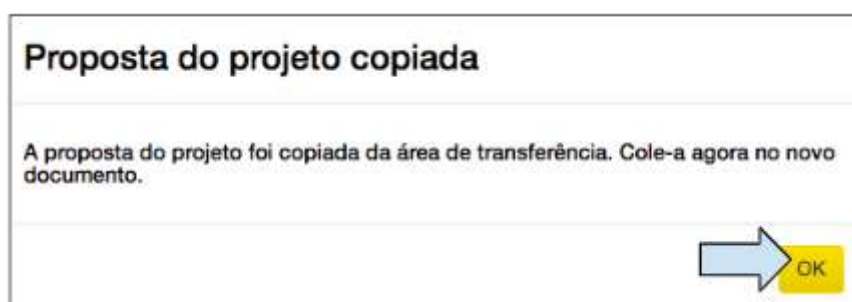 Proposta do projeto copiada
A proposta do projeto foi copiada da área de transferência. Cole-a agora no novo
documento.
OK